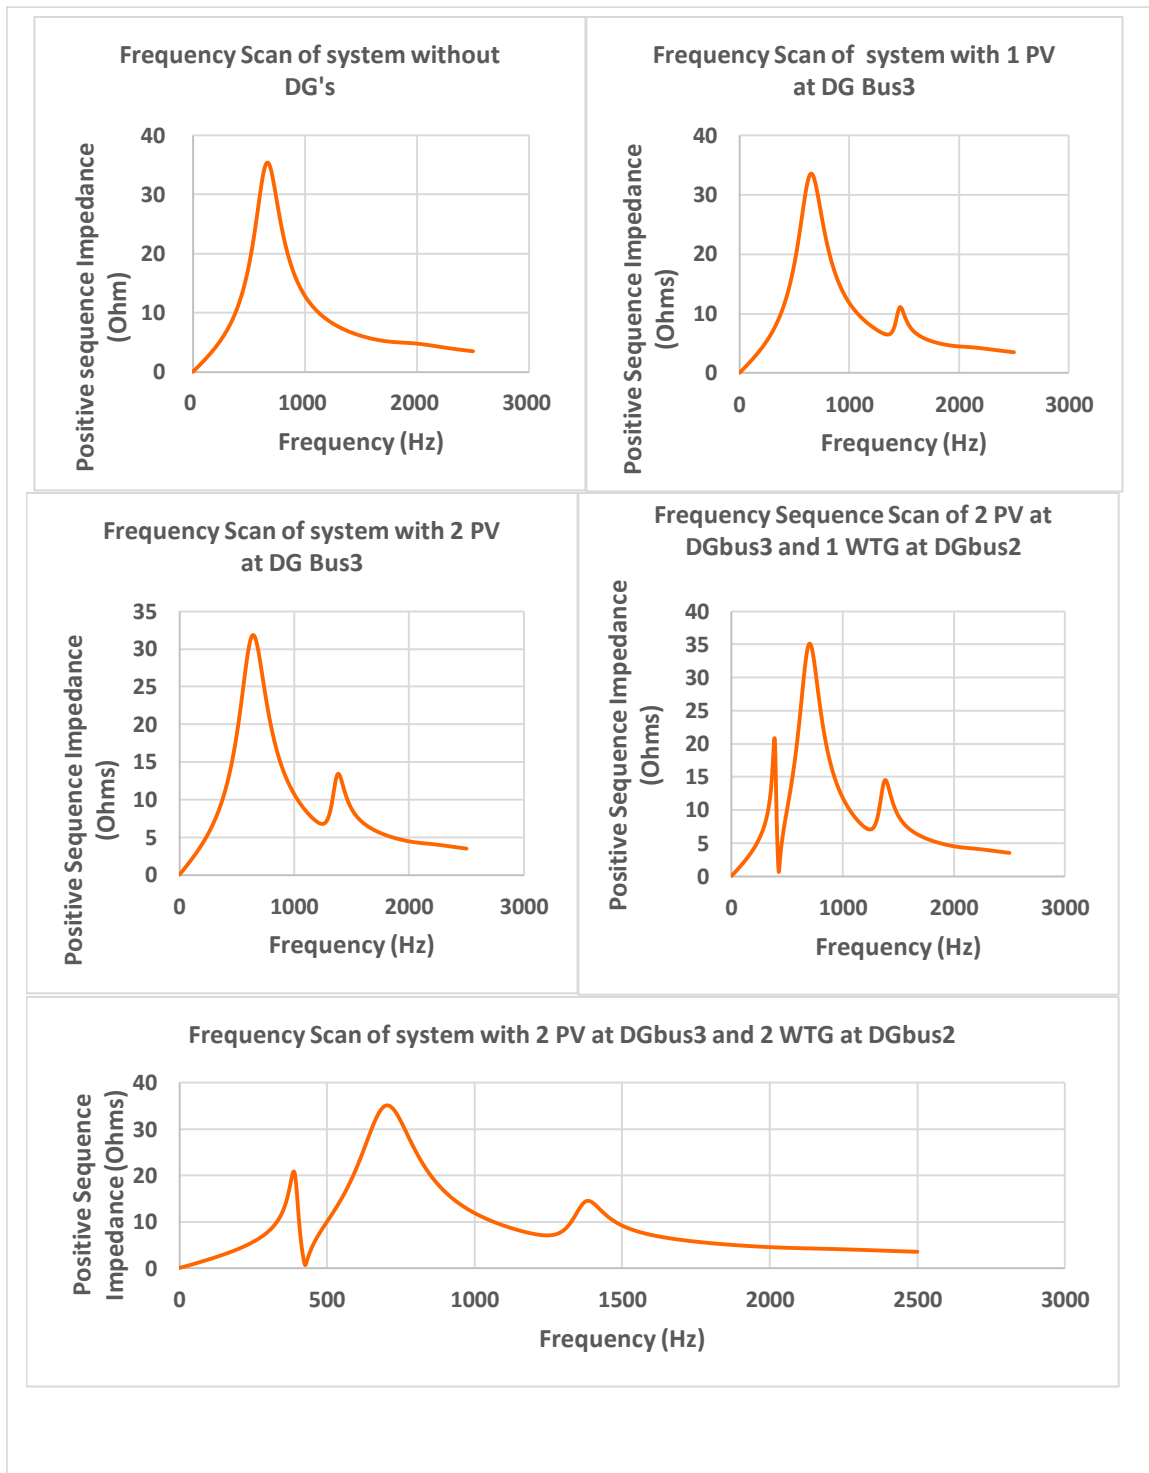 Frequency Scan of system without
DG's
Positive sequence Impedance
(Ohm)
40
30
20
10
0
0 1000 2000 3000
Frequency (Hz)
Frequency Scan of system with 1 PV
at DG Bus3
Positive Sequence Impedance
(Ohms)
40
30
20
10
0
0 1000 2000 3000
Frequency (Hz)
Frequency Scan of system with 2 PV
at DG Bus3
Positive Sequence Impedance
(Ohms)
35
30
25
20
15
10
5
0
0 1000 2000 3000
Frequency (Hz)
Frequency Sequence Scan of 2 PV at
DGbus3 and 1 WTG at DGbus2
Positive Sequence Impedance
(Ohms)
40
35
30
25
20
15
10
5
0
0 1000 2000 3000
Frequency (Hz)
Frequency Scan of system with 2 PV at DGbus3 and 2 WTG at DGbus2
Positive Sequence
Impedance (Ohms)
40
30
20
10
0
0 500 1000 1500 2000 2500 3000
Frequency (Hz)